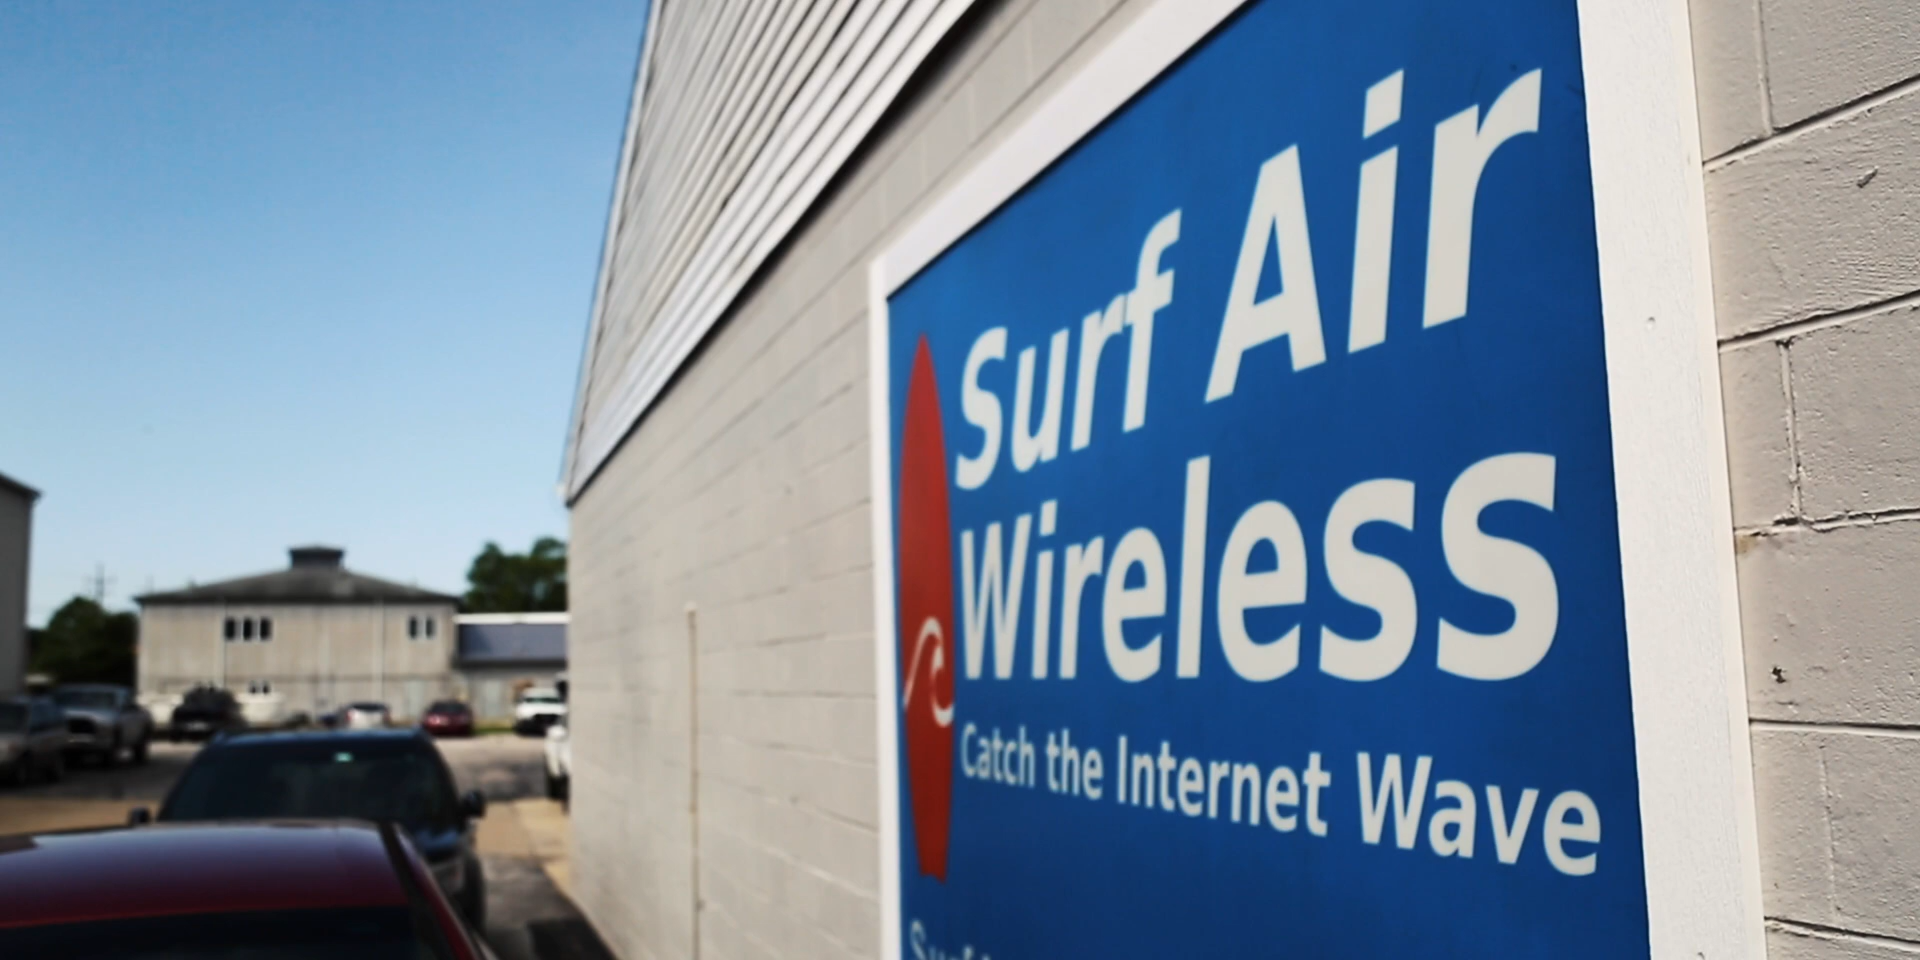 Surf Air
Wireless
Catch the Internet Wave